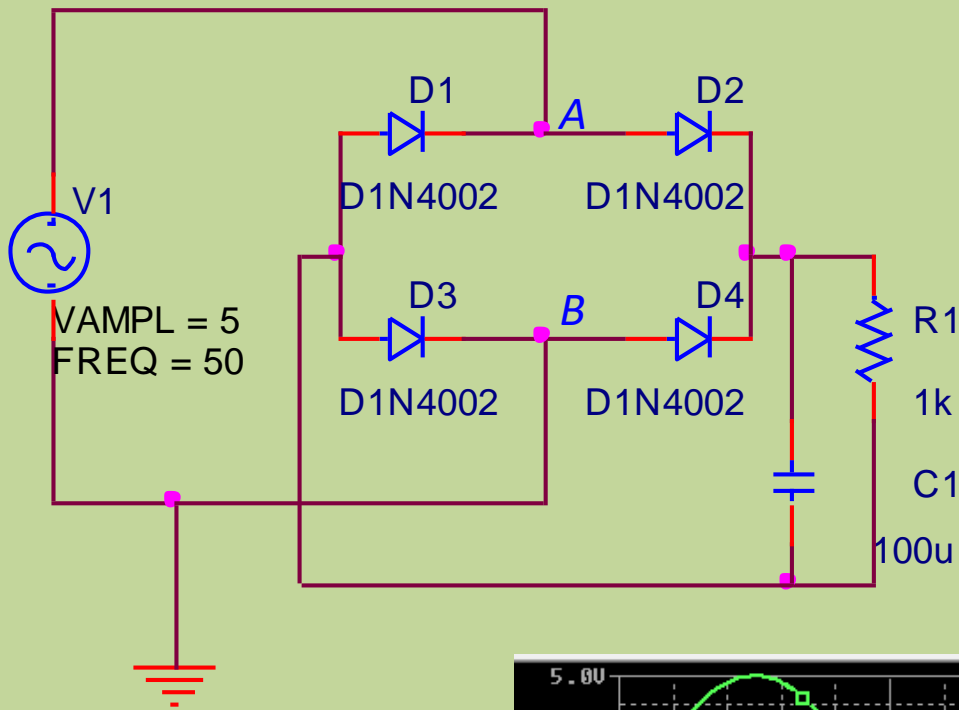 D1
A
D2
D1N4002
D1N4002
V1
VAMPL = 5
FREQ = 50
D3
B
D4
D1N4002
D1N4002
R1
1k
C1
100u
5.0V